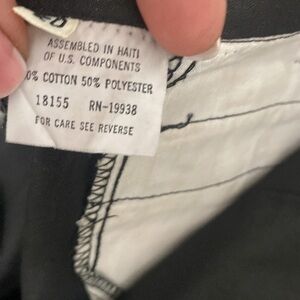 ASSEMBLED IN HAITI
OF U.S. COMPONENTS
0% COTTON 50% POLYESTER
18155 RN-19938
FOR CARE SEE REVERSE